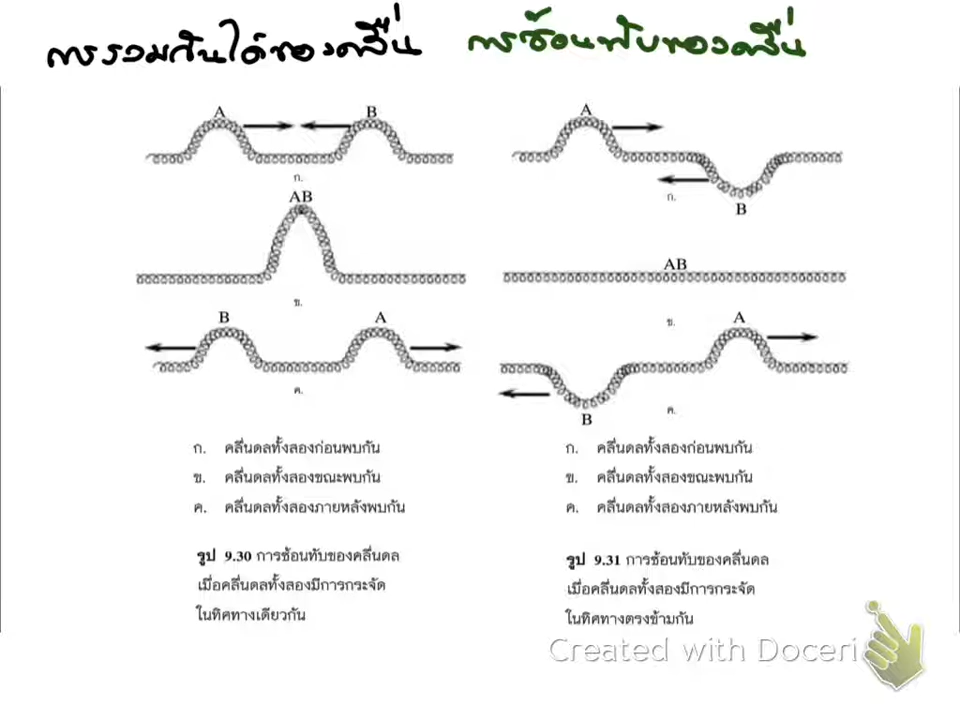 การรวมกันได้ของคลื่น
การซ้อนทับของคลื่น
A
B
ก.
AB
ข.
B
A
ค.
ก. คลื่นดลทั้งสองก่อนพบกัน
ข. คลื่นดลทั้งสองขณะพบกัน
ค. คลื่นดลทั้งสองภายหลังพบกัน
รูป 9.30 การซ้อนทับของคลื่นดล
เมื่อคลื่นดลทั้งสองมีการกระจัด
ในทิศทางเดียวกัน
A
ก.
B
AB
ข.
A
B
ค.
ก. คลื่นดลทั้งสองก่อนพบกัน
ข. คลื่นดลทั้งสองขณะพบกัน
ค. คลื่นดลทั้งสองภายหลังพบกัน
รูป 9.31 การซ้อนทับของคลื่นดล
เมื่อคลื่นดลทั้งสองมีการกระจัด
ในทิศทางตรงข้ามกัน
Created with Doceri